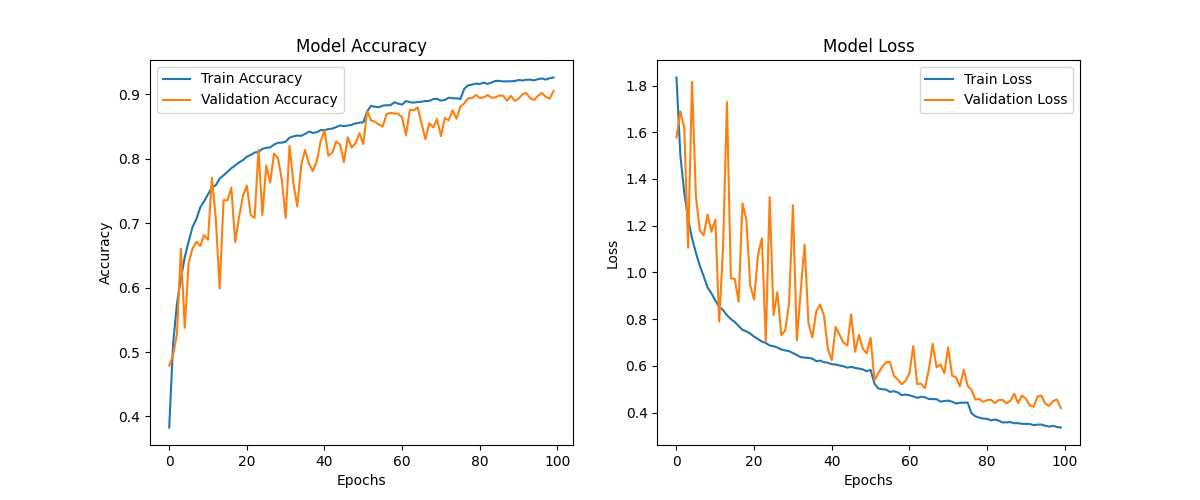 Model Accuracy
Train Accuracy
Validation Accuracy
Accuracy
0.9
0.8
0.7
0.6
0.5
0.4
0 20 40 60 80 100
Epochs
Model Loss
Train Loss
Validation Loss
Loss
1.8
1.6
1.4
1.2
1.0
0.8
0.6
0.4
0 20 40 60 80 100
Epochs